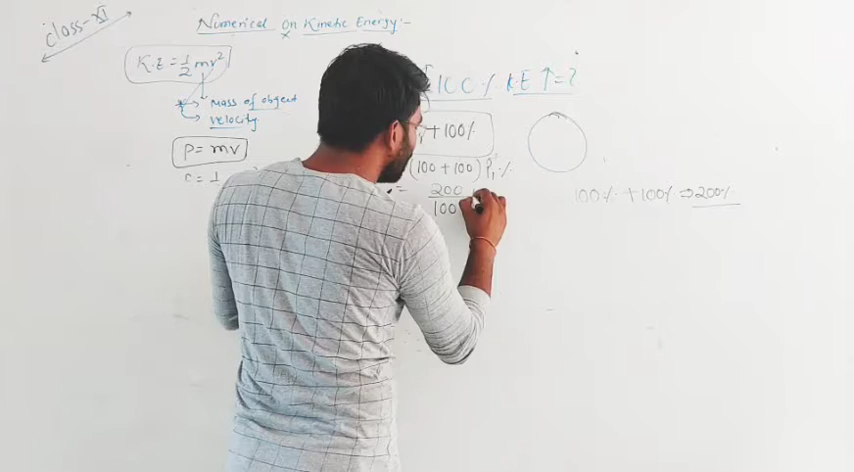 class-XI
Numerical on Kinetic Energy:-
K.E = 1/2 mv²
100% K.E ↑ = ?
→ Mass of object
→ velocity
+ 100%
P = mv
(100 + 100) P₁ %
100% + 100% ⇒ 200%
= 200
100